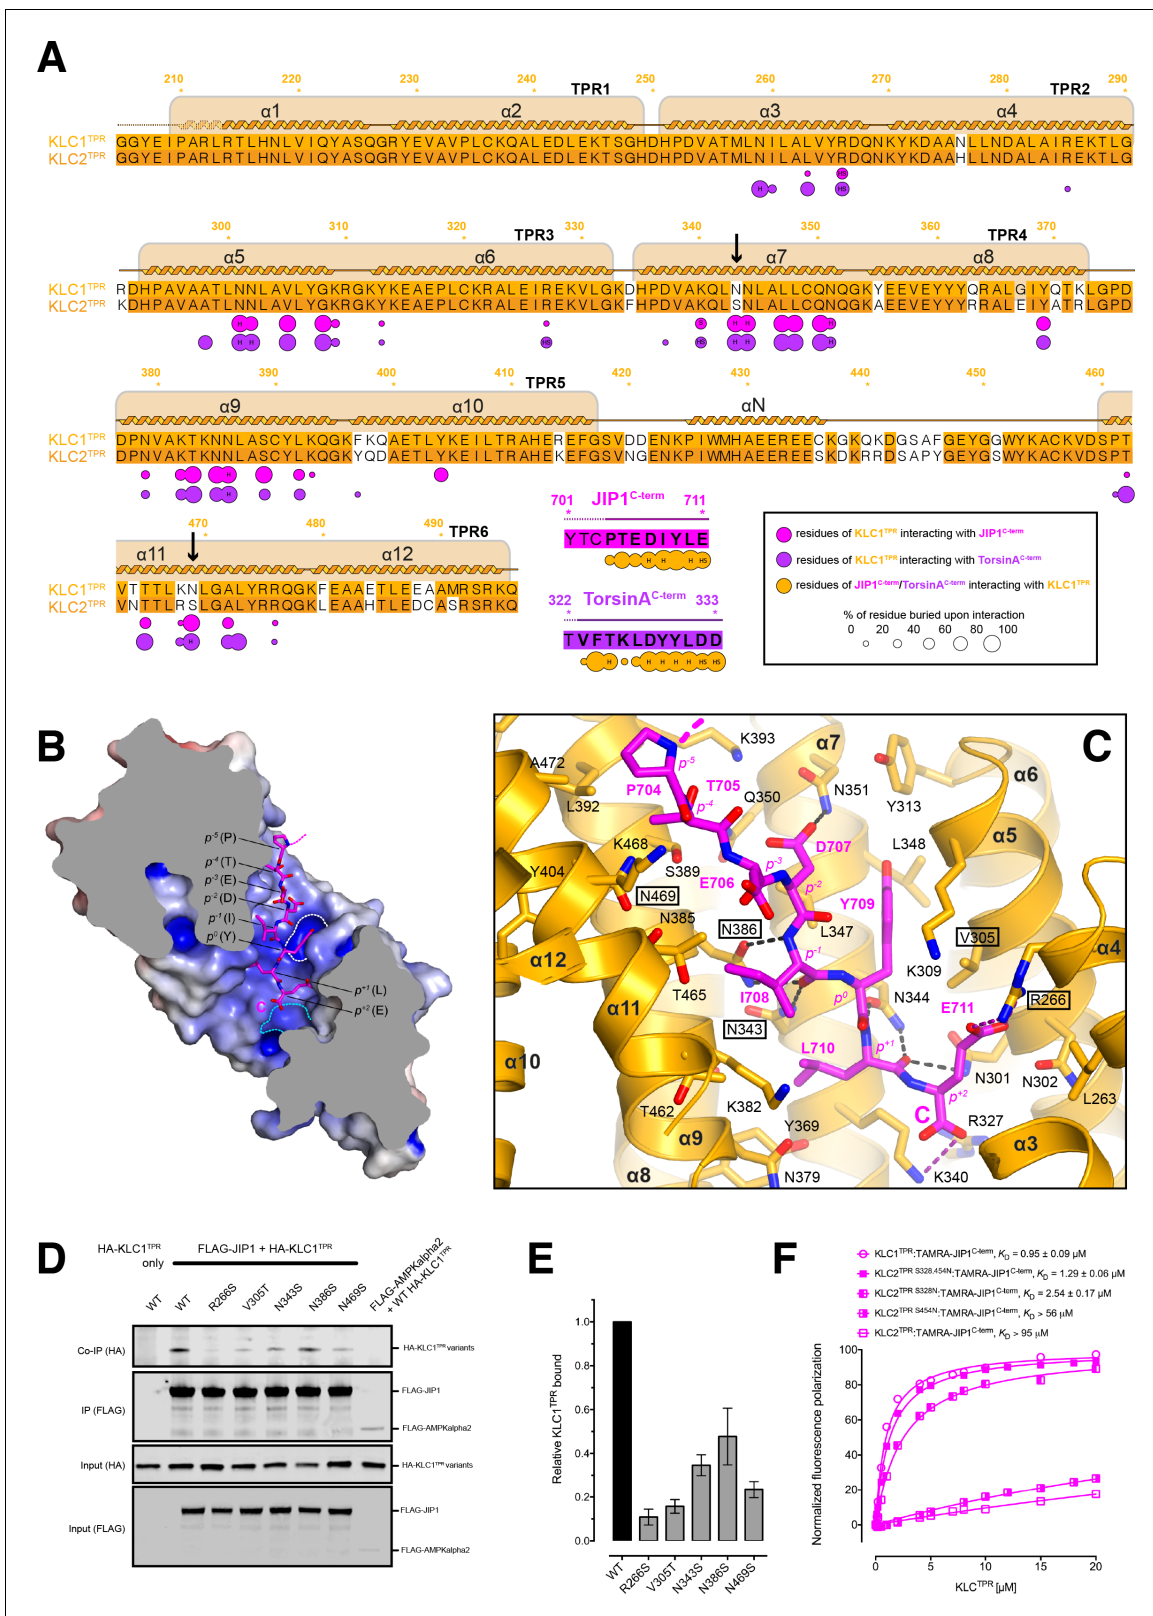 A
210 220 230 240 250 260 270 280 290
TPR1 TPR2
α1 α2 α3 α4
KLC1TPR GGYEIPARLRTLHNLVIQYASQGRYEVAVPLCKQALEDLEKTSGHDHPDVATMLNILALVYRDQNKYKDAANLLNDALAIREKTLG
KLC2TPR GGYEIPARLRTLHNLVIQYASQGRYEVAVPLCKQALEDLEKTSGHDHPDVATMLNILALVYRDQNKYKDAAHLLNDALAIREKTLG
HS
H HS
300 310 320 330 340 350 360 370
TPR3 TPR4
α5 α6 α7 α8
KLC1TPR RDHPAVAATLNNLAVLYGKRGKYKEAEPLCKRALEIREKVLGKDHPDVAKQLNNLALLCQNQGKYEEVEYYYQRALGIYQTKLGPD
KLC2TPR KDHPAVAATLNNLAVLYGKRGKYKEAEPLCKRALEIREKVLGKFHPDVAKQLSNLALLCQNQGKAEEVEYYYRRALEIYATRLGPD
H S H H H
H H HS HS H H H
380 390 400 410 420 430 440 450 460
TPR5
α9 α10 αN
KLC1TPR DPNVAKTKNNLASCYLKQGKFKQAETLYKEILTRAHEREFGSVDDENKPIWMHAEEREECKGKQKDGSAFGEYGGWYKACKVDSPT
KLC2TPR DPNVAKTKNNLASCYLKQGKYQDAETLYKEILTRAHEKEFGSVNGENKPIWMHAEEREESKDKRRDSAPYGEYGSWYKACKVDSPT
H
H H
470 480 490
TPR6
α11 α12
KLC1TPR VTTTLKNLGALYRRQGKFEAAETLEEAAMRSRKQ
KLC2TPR VNTTLRSLGALYRRQGKLEAAHTLEDCASRSRKQ
H
701 JIP1C-term 711
YTCPTEDIYLE
H H HS
322 TorsinAC-term 333
TVFTKLDYYLDD
H H H H H HS HS
residues of KLC1TPR interacting with JIP1C-term
residues of KLC1TPR interacting with TorsinAC-term
residues of JIP1C-term/TorsinAC-term interacting with KLC1TPR
% of residue buried upon interaction
0 20 40 60 80 100
B
p-5 (P)
p-4 (T)
p-3 (E)
p-2 (D)
p-1 (I)
p0 (Y)
p+1 (L)
p+2 (E)
C
C
K393
α7
A472
p-5
T705
α6
P704
L392
p-4
Q350
N351
Y313
α5
K468
D707
L348
Y404
S389
E706
p-3
p-2
N469
Y709
N385
N386
L347
V305
α4
α12
p-1
K309
T465
I708
p0
N344
E711
R266
α11
N343
L710
p+1
α10
N301
N302
T462
K382
p+2
L263
C
Y369
R327
α9
α3
α8
N379
K340
D
HA-KLC1TPR only
FLAG-JIP1 + HA-KLC1TPR
FLAG-AMPKalpha2 + WT HA-KLC1TPR
WT WT R266S V305T N343S N386S N469S
Co-IP (HA) HA-KLC1TPR variants
IP (FLAG) FLAG-JIP1
FLAG-AMPKalpha2
Input (HA) HA-KLC1TPR variants
Input (FLAG) FLAG-JIP1
FLAG-AMPKalpha2
E
Relative KLC1TPR bound
1.0
0.8
0.6
0.4
0.2
0.0
WT R266S V305T N343S N386S N469S
F
KLC1TPR:TAMRA-JIP1C-term, KD = 0.95 ± 0.09 μM
KLC2TPR S328,454N:TAMRA-JIP1C-term, KD = 1.29 ± 0.06 μM
KLC2TPR S328N:TAMRA-JIP1C-term, KD = 2.54 ± 0.17 μM
KLC2TPR S454N:TAMRA-JIP1C-term, KD > 56 μM
KLC2TPR:TAMRA-JIP1C-term, KD > 95 μM
Normalized fluorescence polarization
100
80
60
40
20
0
0 5 10 15 20
KLCTPR [μM]